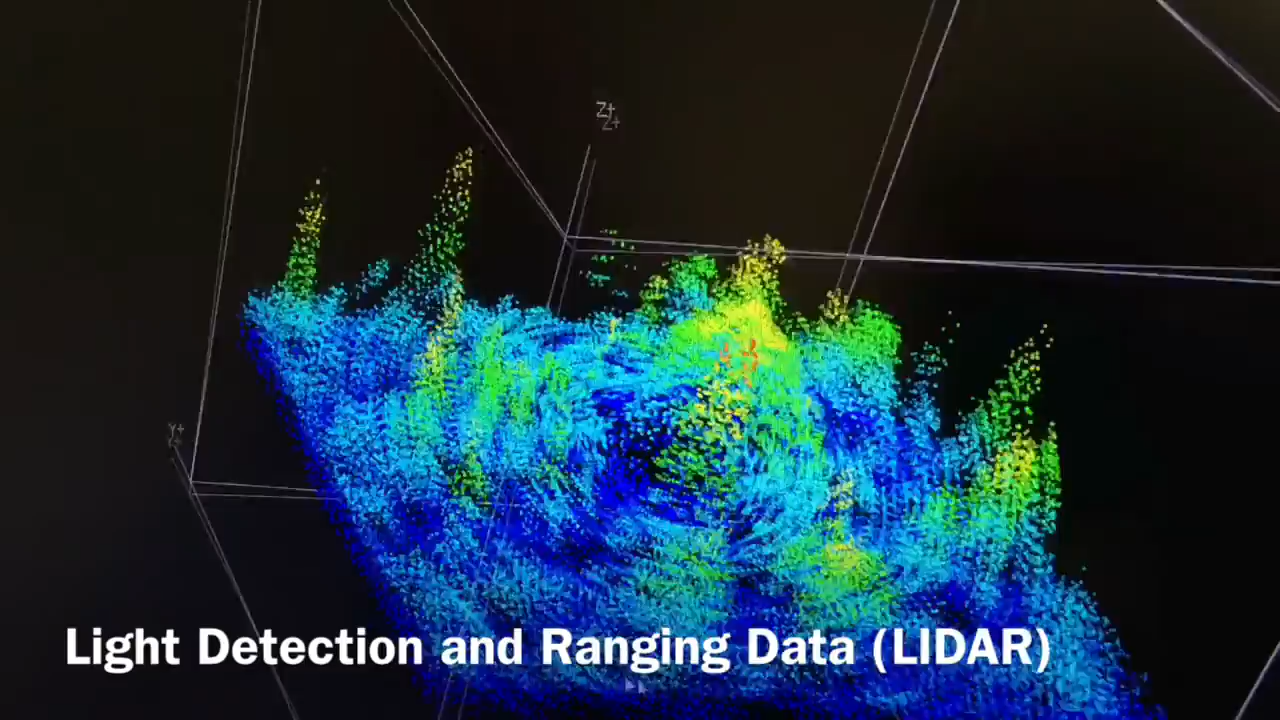 Z+
Z+
Y+
Light Detection and Ranging Data (LIDAR)